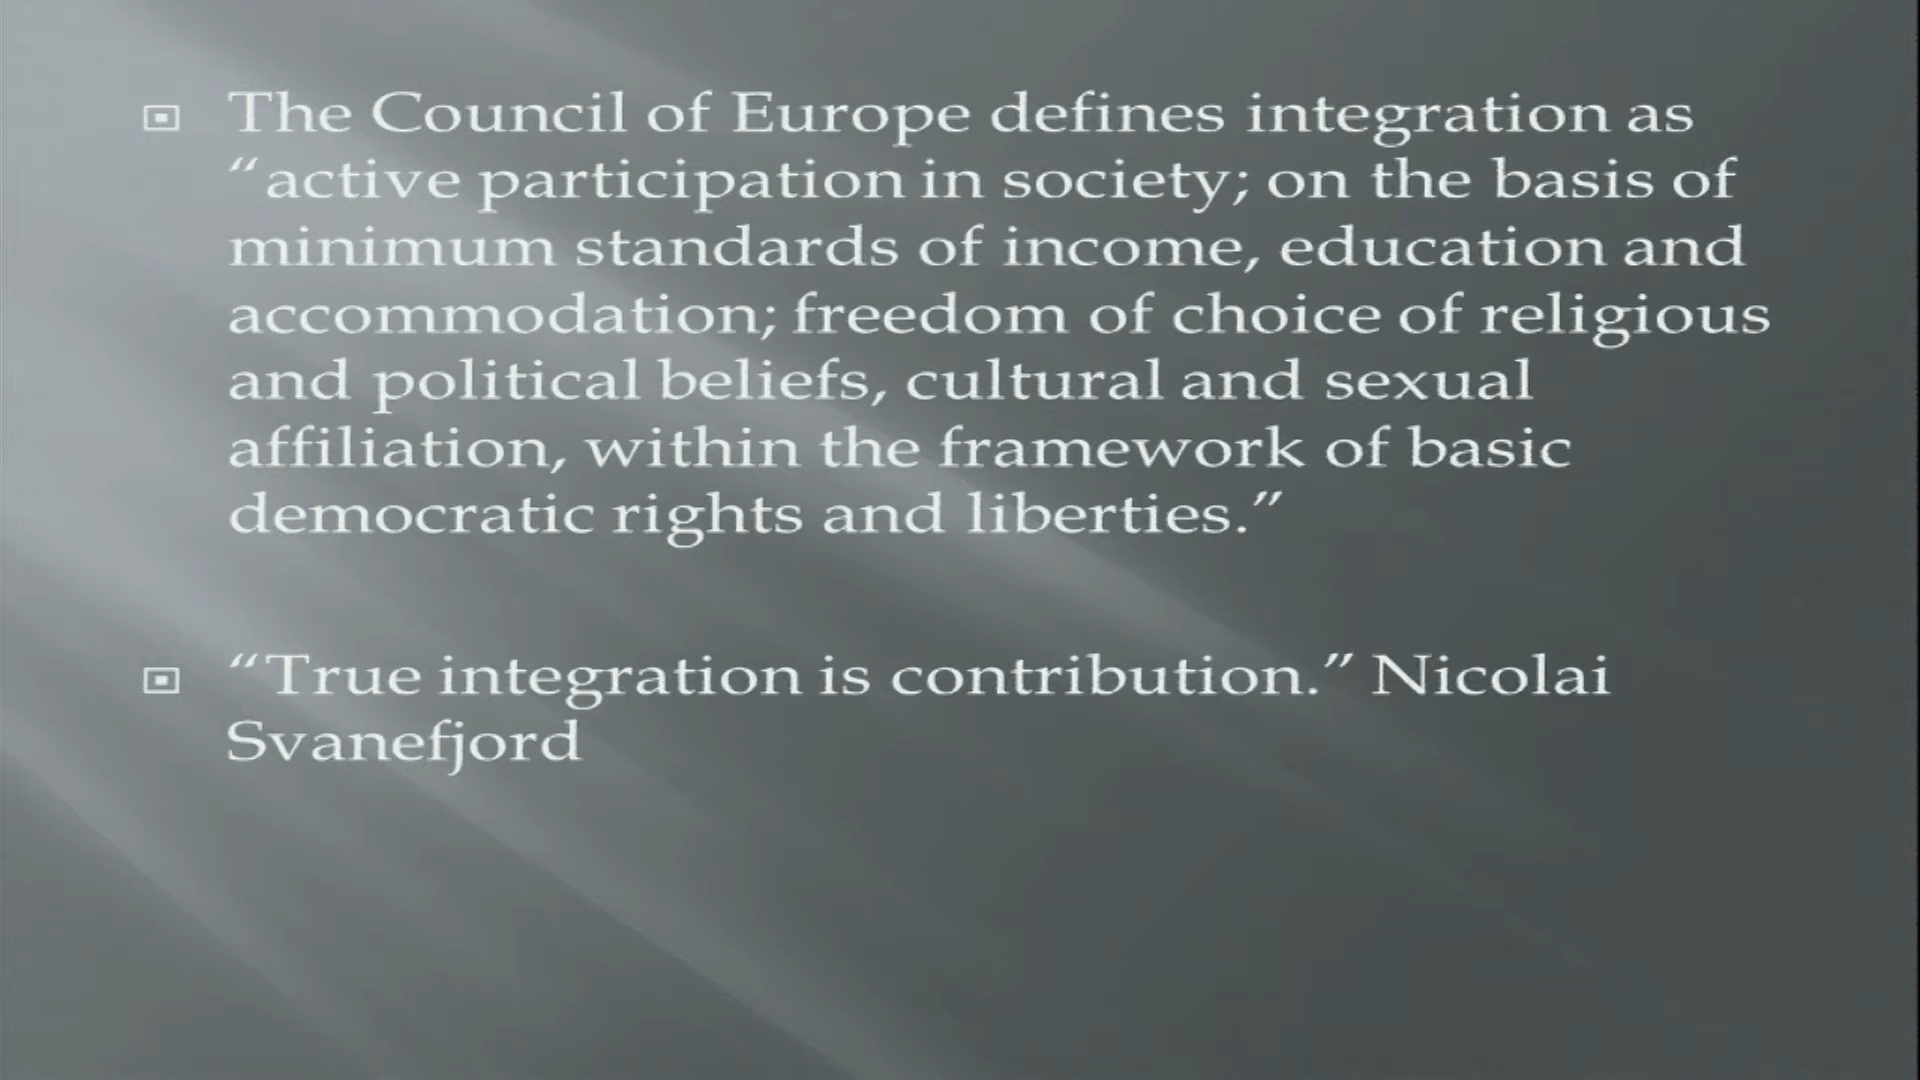 The Council of Europe defines integration as
“active participation in society; on the basis of
minimum standards of income, education and
accommodation; freedom of choice of religious
and political beliefs, cultural and sexual
affiliation, within the framework of basic
democratic rights and liberties.”
“True integration is contribution.” Nicolai
Svanefjord